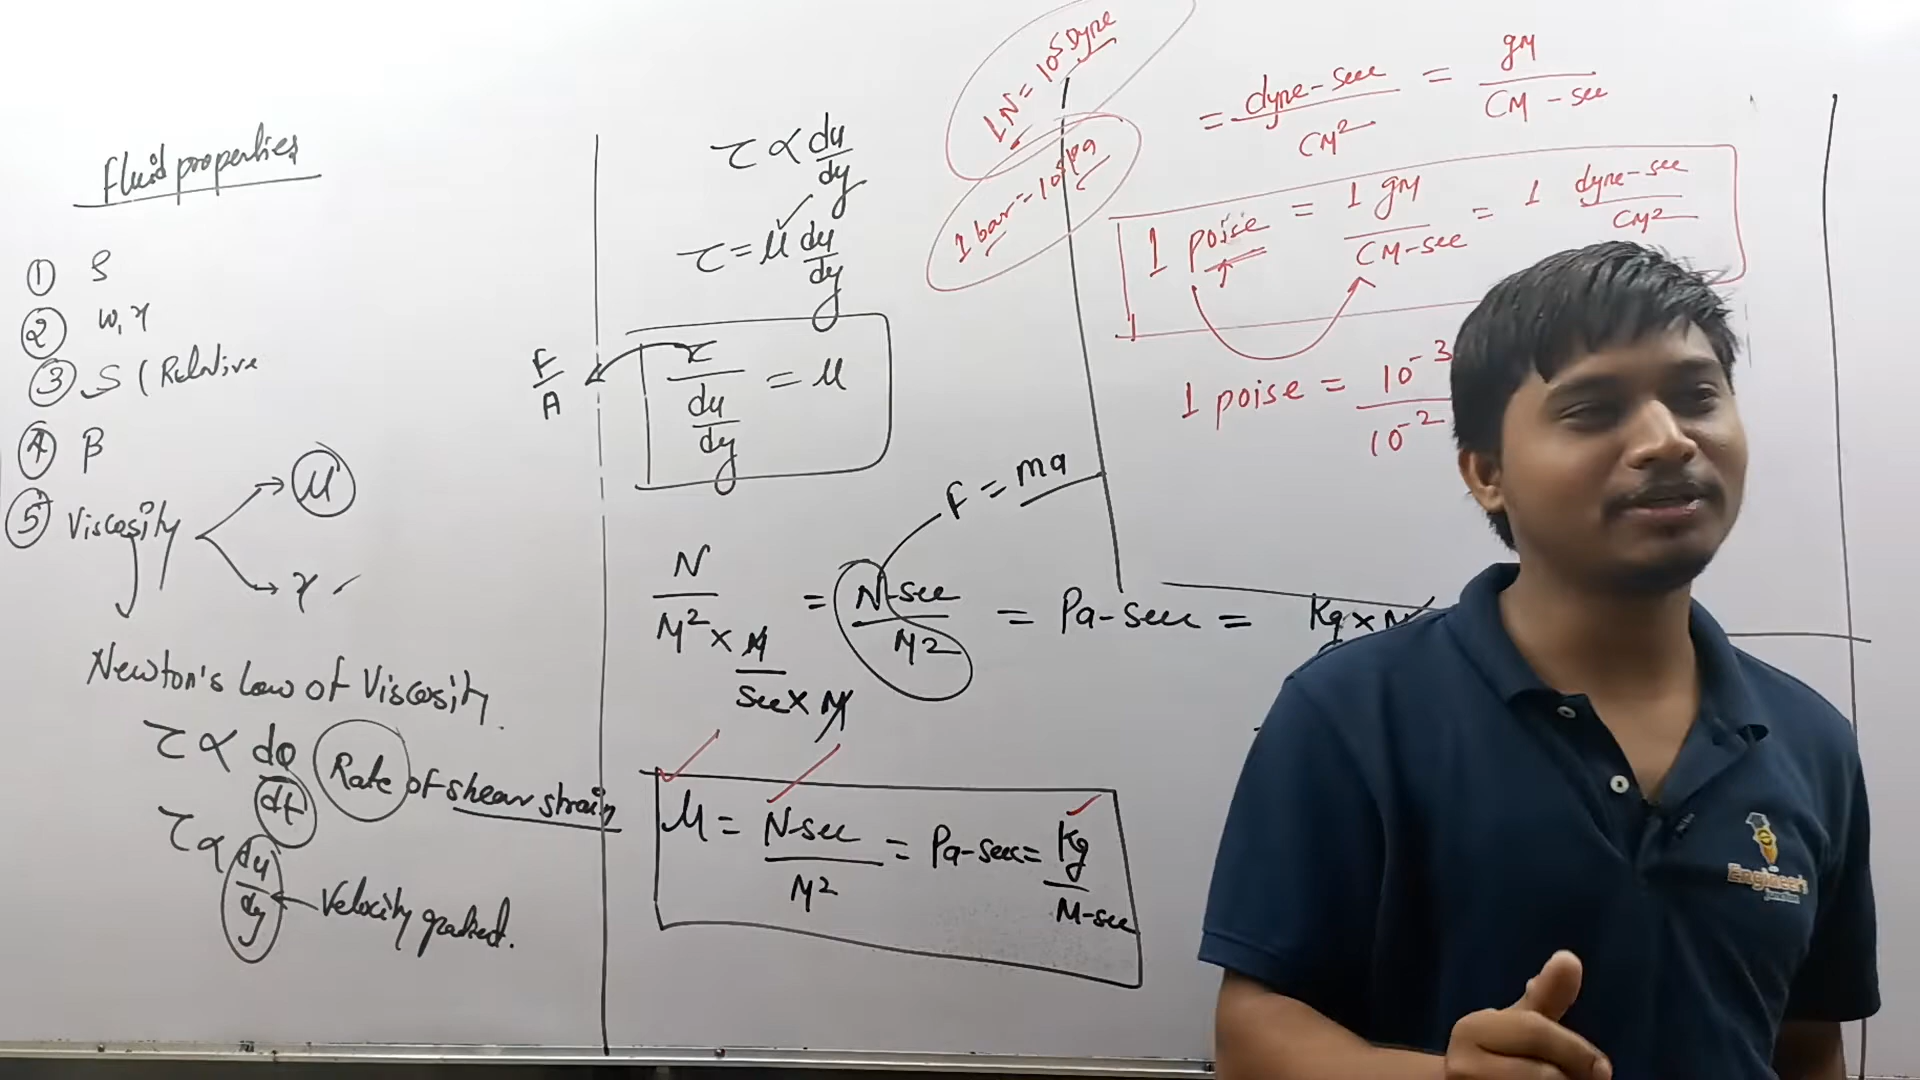 Fluid properties
① ρ
② w, γ
③ S (Relative
④ β
⑤ Viscosity → μ
→ γ
Newton's Law of Viscosity.
τ ∝ dθ/dt Rate of shear strain
τ ∝ du/dy ← Velocity gradient.
τ ∝ du/dy
τ = μ du/dy
F/A
τ/(du/dy) = μ
F = ma
N/(M² × M/(sec × M)) = N-sec/M² = Pa-sec =
Kg × M
μ = N-sec/M² = Pa-sec = Kg/M-sec
1N = 10⁵ Dyne
1 bar = 10⁵ Pa
= dyne-sec/CM² = gm/CM-sec
1 poise = 1 gm/CM-sec = 1 dyne-sec/CM²
1 poise = 10⁻³/10⁻²
Engineer's